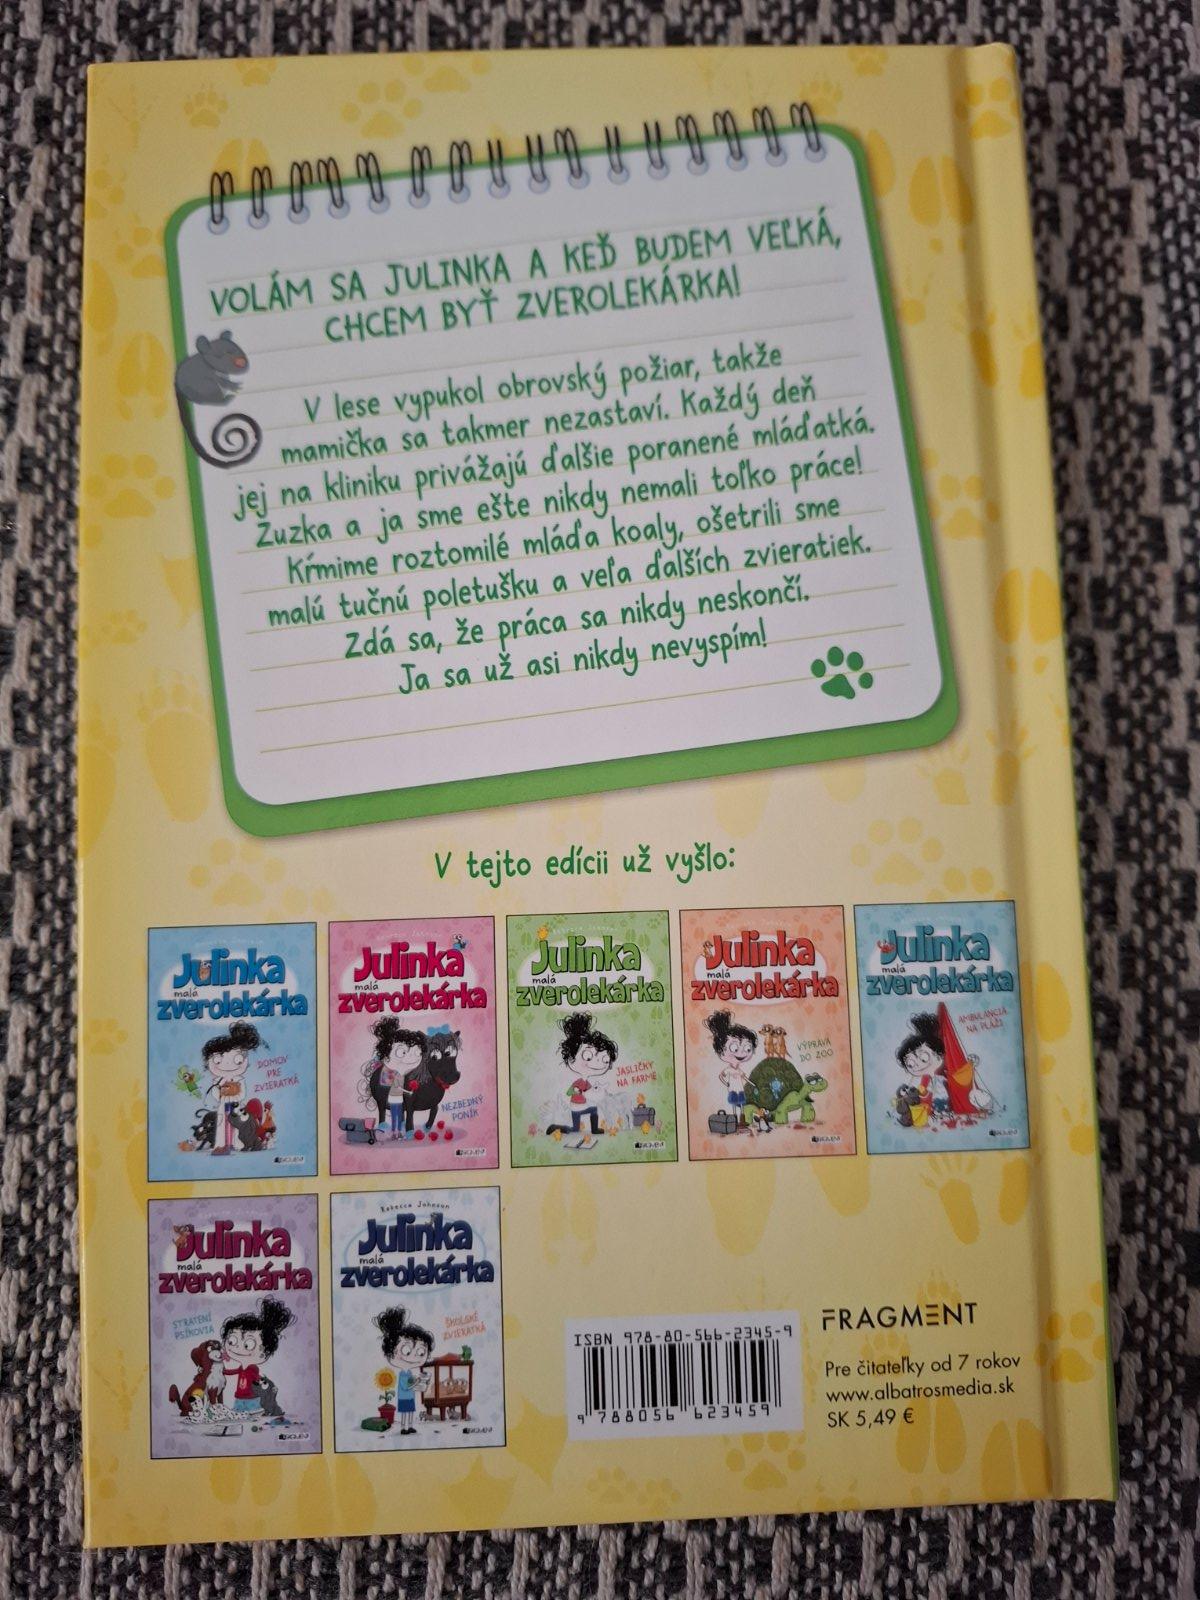 VOLÁM SA JULINKA A KEĎ BUDEM VEĽKÁ,
CHCEM BYŤ ZVEROLEKÁRKA!
V lese vypukol obrovský požiar, takže
mamička sa takmer nezastaví. Každý deň
jej na kliniku privážajú ďalšie poranené mláďatká.
Zuzka a ja sme ešte nikdy nemali toľko práce!
Kŕmime roztomilé mláďa koaly, ošetrili sme
malú tučnú poletušku a veľa ďalších zvieratiek.
Zdá sa, že práca sa nikdy neskončí.
Ja sa už asi nikdy nevyspím!
V tejto edícii už vyšlo:
Julinka
malá
zverolekárka
DOMOV
PRE
ZVIERATKÁ
Julinka
malá
zverolekárka
NEZBEDNÝ
PONÍK
Julinka
malá
zverolekárka
JASLIČKY
NA FARME
Julinka
malá
zverolekárka
VÝPRAVA
DO ZOO
Julinka
malá
zverolekárka
AMBULANCIA
NA PLÁŽI
Julinka
malá
zverolekárka
STRATENÍ
PSÍKOVIA
Rebecca Johnson
Julinka
malá
zverolekárka
ŠKOLSKÉ
ZVIERATKÁ
ISBN 978-80-566-2345-9
9 788056 623459
FRAGMENT
Pre čitateľky od 7 rokov
www.albatrosmedia.sk
SK 5,49 €